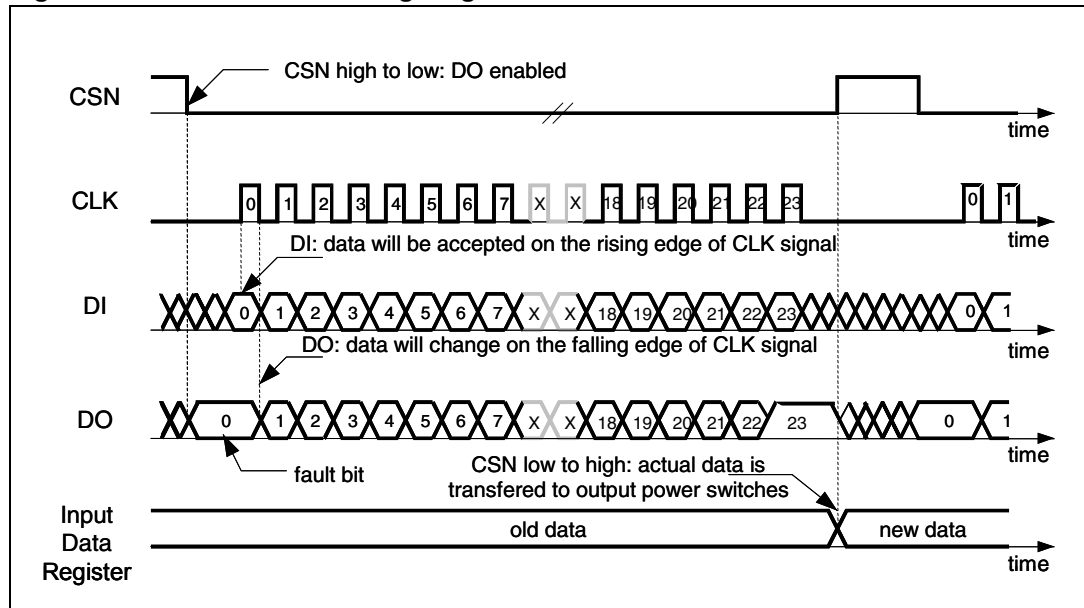 CSN high to low: DO enabled
CSN
time
CLK
0 1 2 3 4 5 6 7 X X 18 19 20 21 22 23 0 1
time
DI: data will be accepted on the rising edge of CLK signal
DI
0 1 2 3 4 5 6 7 X X 18 19 20 21 22 23 0 1
time
DO: data will change on the falling edge of CLK signal
DO
0 1 2 3 4 5 6 7 X X 18 19 20 21 22 23 0 1
time
fault bit
CSN low to high: actual data is
transfered to output power switches
Input
Data
Register
old data
new data
time